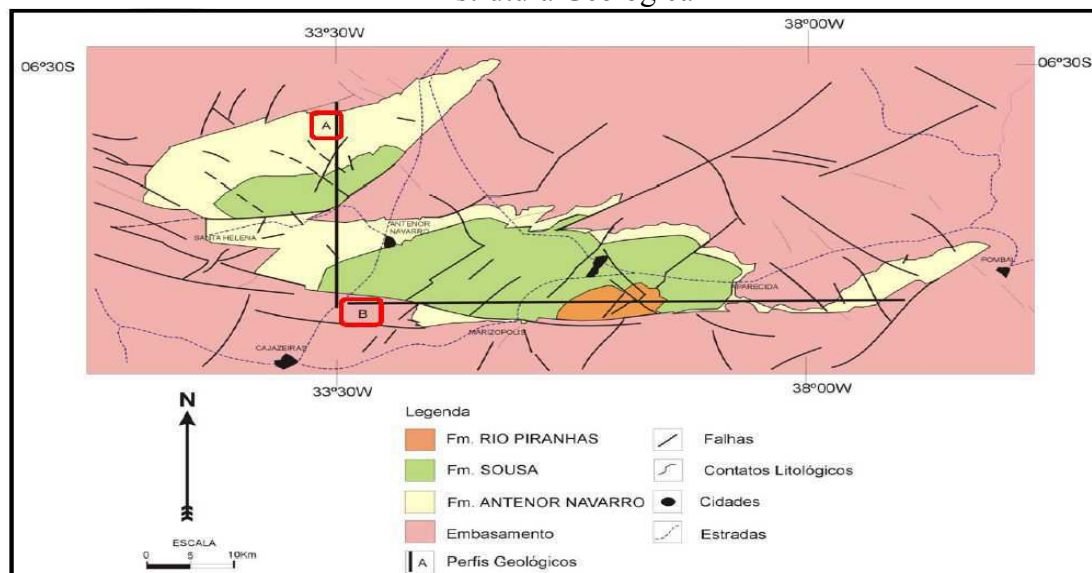 strutura Geológica
33°30W
38°00W
06°30S
06°30S
A
ANTENOR
NAVARRO
SANTA HELENA
POMBAL
APARECIDA
B
MARIZOPOLIS
CAJAZEIRAS
33°30W
38°00W
N
Legenda
Fm. RIO PIRANHAS
Falhas
Fm. SOUSA
Contatos Litológicos
Fm. ANTENOR NAVARRO
Cidades
Embasamento
Estradas
A
Perfis Geológicos
ESCALA
0 5 10Km